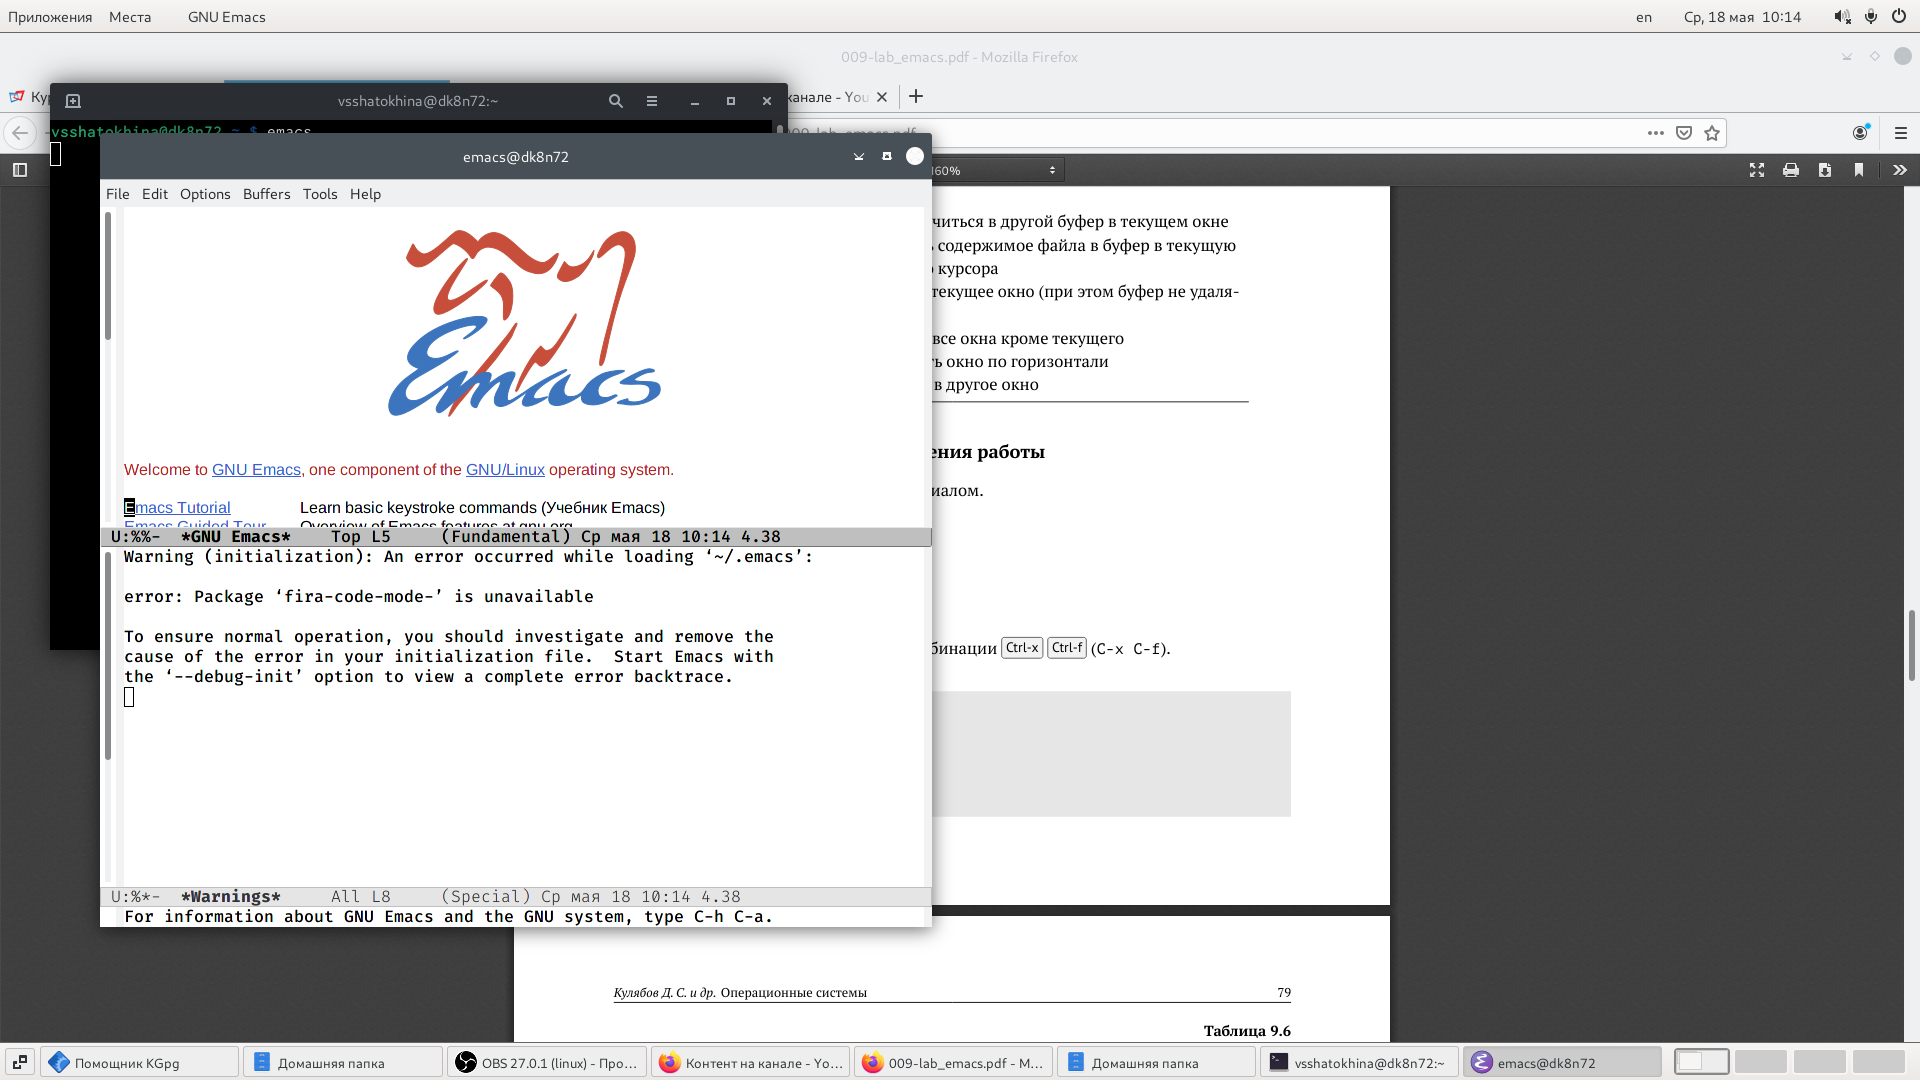 Приложения Места GNU Emacs en Ср, 18 мая 10:14
009-lab_emacs.pdf - Mozilla Firefox
vsshatokhina@dk8n72:~
канале - You
vsshatokhina@dk8n72 ~ $ emacs
009-lab_emacs.pdf
emacs@dk8n72
160%
File Edit Options Buffers Tools Help
читься в другой буфер в текущем окне
содержимое файла в буфер в текущую
курсора
текущее окно (при этом буфер не удаля-
все окна кроме текущего
ть окно по горизонтали
в другое окно
Emacs
ения работы
Welcome to GNU Emacs, one component of the GNU/Linux operating system.
иалом.
Emacs Tutorial Learn basic keystroke commands (Учебник Emacs)
Emacs Guided Tour Overview of Emacs features at gnu.org
U:%%- *GNU Emacs* Top L5 (Fundamental) Ср мая 18 10:14 4.38
Warning (initialization): An error occurred while loading ‘~/.emacs’:
error: Package ‘fira-code-mode-’ is unavailable
To ensure normal operation, you should investigate and remove the
cause of the error in your initialization file. Start Emacs with
the ‘--debug-init’ option to view a complete error backtrace.
бинации Ctrl-x Ctrl-f (C-x C-f).
U:%*- *Warnings* All L8 (Special) Ср мая 18 10:14 4.38
For information about GNU Emacs and the GNU system, type C-h C-a.
Кулябов Д. С. и др. Операционные системы 79
Таблица 9.6
Помощник KGpg Домашняя папка OBS 27.0.1 (linux) - Про... Контент на канале - Yo... 009-lab_emacs.pdf - M... Домашняя папка vsshatokhina@dk8n72:~ emacs@dk8n72